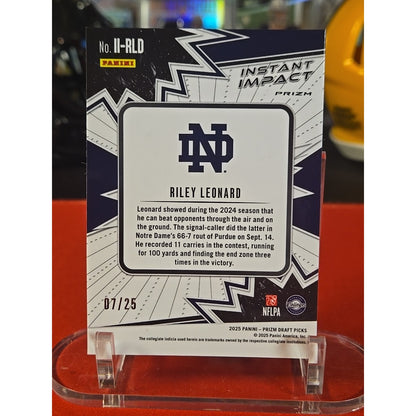 No. II-RLD
PANINI
INSTANT
IMPACT
PRIZM
ND
RILEY LEONARD
Leonard showed during the 2024 season that
he can beat opponents through the air and on
the ground. The signal-caller did the latter in
Notre Dame's 66-7 rout of Purdue on Sept. 14.
He recorded 11 carries in the contest, running
for 100 yards and finding the end zone three
times in the victory.
07/25
NFLPA
2025 PANINI – PRIZM DRAFT PICKS
© 2025 Panini America, Inc.
The collegiate indicia used herein are trademarks owned by the respective collegiate institutions.